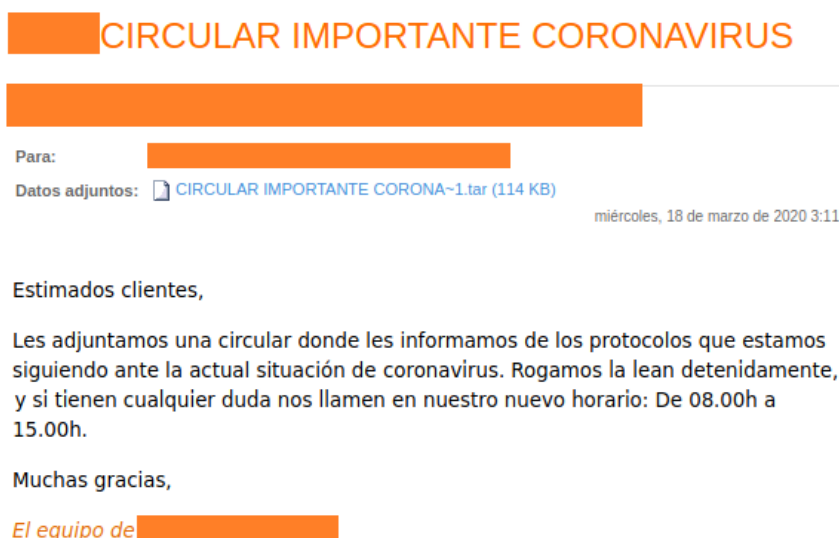 CIRCULAR IMPORTANTE CORONAVIRUS
Para:
Datos adjuntos: CIRCULAR IMPORTANTE CORONA~1.tar (114 KB)
miércoles, 18 de marzo de 2020 3:11
Estimados clientes,
Les adjuntamos una circular donde les informamos de los protocolos que estamos
siguiendo ante la actual situación de coronavirus. Rogamos la lean detenidamente,
y si tienen cualquier duda nos llamen en nuestro nuevo horario: De 08.00h a
15.00h.
Muchas gracias,
El equipo de